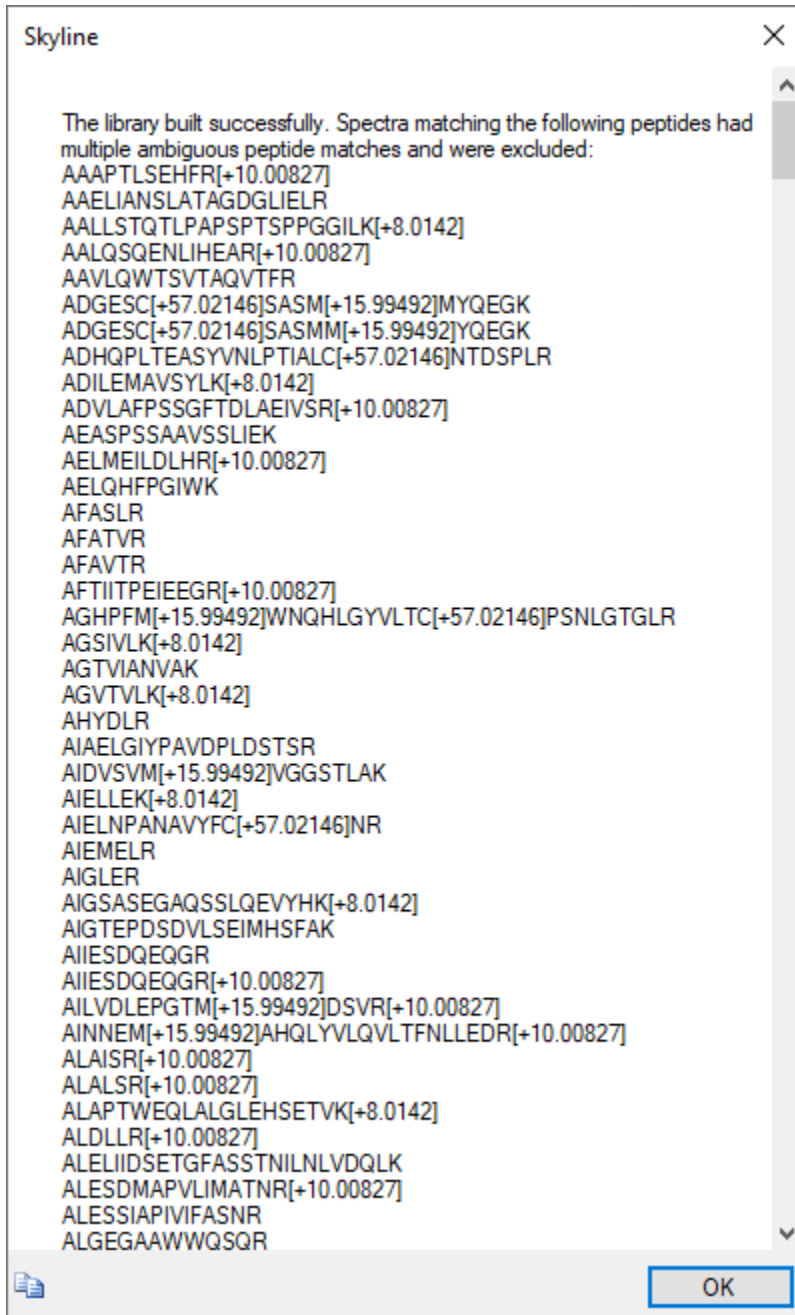 Skyline
The library built successfully. Spectra matching the following peptides had
multiple ambiguous peptide matches and were excluded:
AAAPTLSEHFR[+10.00827]
AAELIANSLATAGDGLIELR
AALLSTQTLPAPSPTSPPGGILK[+8.0142]
AALQSQENLIHEAR[+10.00827]
AAVLQWTSVTAQVTFR
ADGESC[+57.02146]SASM[+15.99492]MYQEGK
ADGESC[+57.02146]SASMM[+15.99492]YQEGK
ADHQPLTEASYVNLPTIALC[+57.02146]NTDSPLR
ADILEMAVSYLK[+8.0142]
ADVLAFPSSGFTDLAEIVSR[+10.00827]
AEASPSSAAVSSLIEK
AELMEILDLHR[+10.00827]
AELQHFPGIWK
AFASLR
AFATVR
AFAVTR
AFTIITPEIEEGR[+10.00827]
AGHPFM[+15.99492]WNQHLGYVLTC[+57.02146]PSNLGTGLR
AGSIVLK[+8.0142]
AGTVIANVAK
AGVTVLK[+8.0142]
AHYDLR
AIAELGIYPAVDPLDSTSR
AIDVSVM[+15.99492]VGGSTLAK
AIELLEK[+8.0142]
AIELNPANAVYFC[+57.02146]NR
AIEMELR
AIGLER
AIGSASEGAQSSLQEVYHK[+8.0142]
AIGTEPDSDVLSEIMHSFAK
AIIESDQEQGR
AIIESDQEQGR[+10.00827]
AILVDLEPGTM[+15.99492]DSVR[+10.00827]
AINNEM[+15.99492]AHQLYVLQVLTFNLLEDR[+10.00827]
ALAISR[+10.00827]
ALALSR[+10.00827]
ALAPTWEQLALGLEHSETVK[+8.0142]
ALDLLR[+10.00827]
ALELIIDSETGFASSTNILNLVDQLK
ALESDMAPVLIMATNR[+10.00827]
ALESSIAPIVIFASNR
ALGEGAAWWQSQR
OK